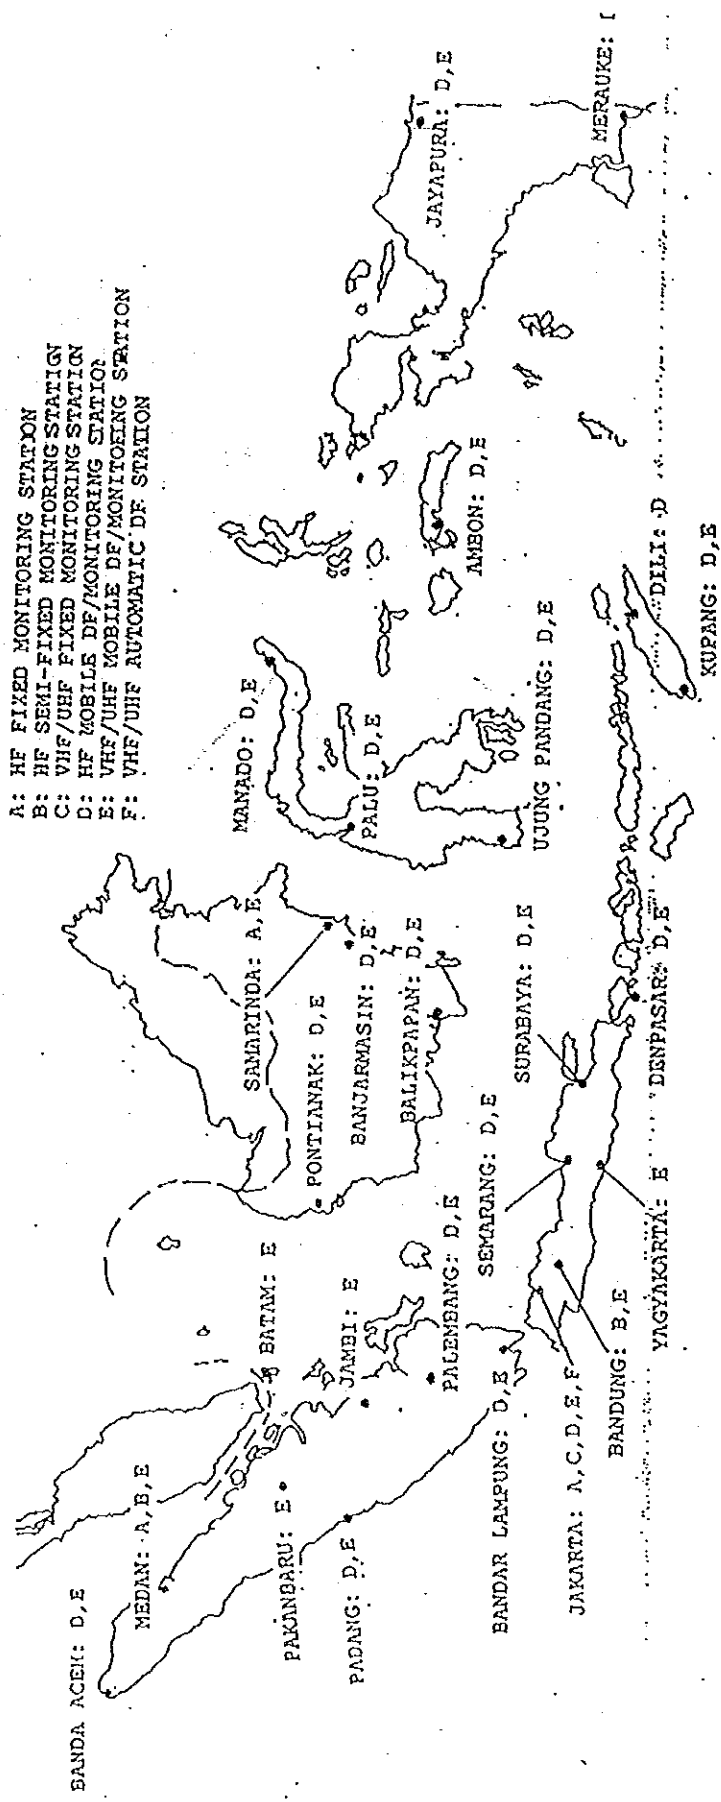 A: HF FIXED MONITORING STATION
B: HF SEMI-FIXED MONITORING STATION
C: VHF/UHF FIXED MONITORING STATION
D: HF MOBILE DF/MONITORING STATION
E: VHF/UHF MOBILE DF/MONITORING STATION
F: VHF/UHF AUTOMATIC DF STATION
BANDA ACEH: D,E
MEDAN: A,B,E
PAKANBARU: E
PADANG: D,E
BATAM: E
JAMBI: E
PALEMBANG: D,E
BANDAR LAMPUNG: D,E
JAKARTA: A,C,D,E,F
BANDUNG: B,E
YAGYAKARTA: E
SEMARANG: D,E
SURABAYA: D,E
DENPASAR: D,E
SAMARINDA: A,E
PONTIANAK: D,E
BANJARMASIN: D,E
BALIKPAPAN: D,E
MANADO: D,E
PALU: D,E
UJUNG PANDANG: D,E
AMBON: D,E
DILI: D
KUPANG: D,E
JAYAPURA: D,E
MERAUKE: